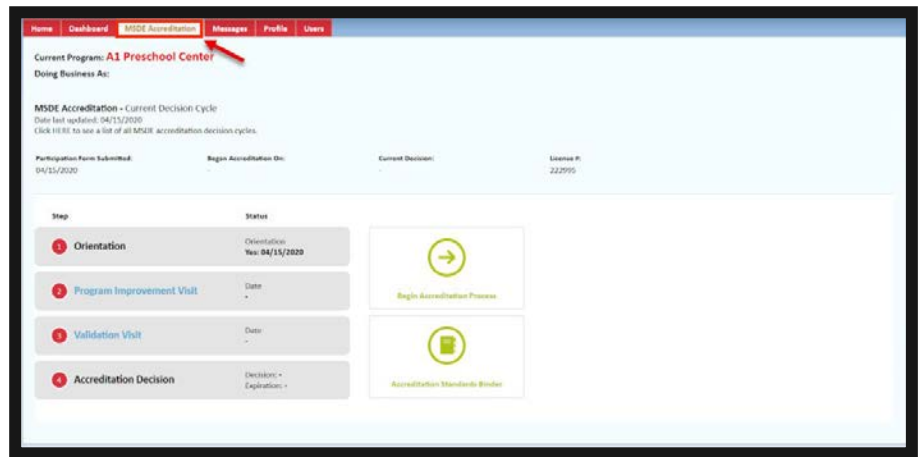 Home Dashboard MSDE Accreditation Messages Profile Users
Current Program: A1 Preschool Center
Doing Business As:
MSDE Accreditation - Current Decision Cycle
Date last updated: 04/15/2020
Click HERE to see a list of all MSDE accreditation decision cycles.
Participation Form Submitted: Began Accreditation On: Current Decision: License #:
04/15/2020 - - 222995
Step Status
1 Orientation Orientation
Yes: 04/15/2020
2 Program Improvement Visit Date
-
Begin Accreditation Process
3 Validation Visit Date
-
4 Accreditation Decision Decision: -
Expiration: -
Accreditation Standards Binder